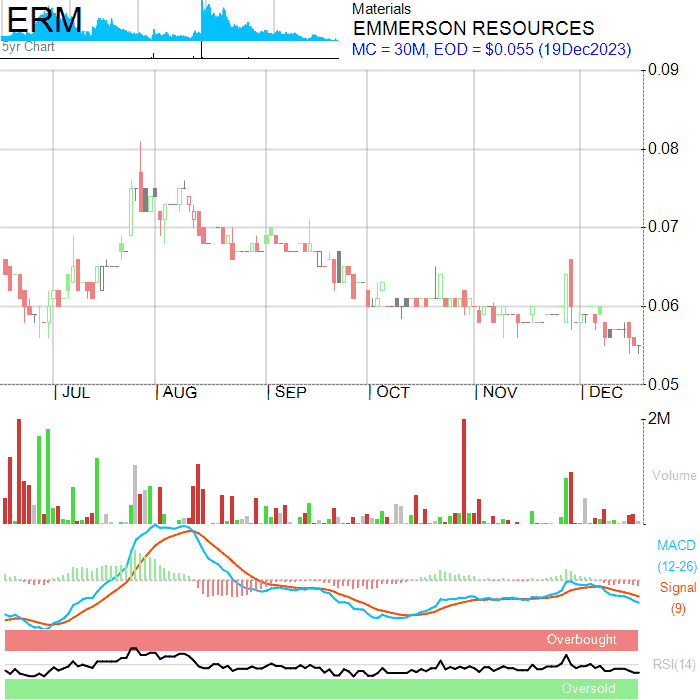 ERM
5yr Chart
Materials
EMMERSON RESOURCES
MC = 30M, EOD = $0.055 (19Dec2023)
0.09
0.08
0.07
0.06
0.05
JUL AUG SEP OCT NOV DEC
2M
Volume
MACD
(12-26)
Signal
(9)
Overbought
RSI(14)
Oversold